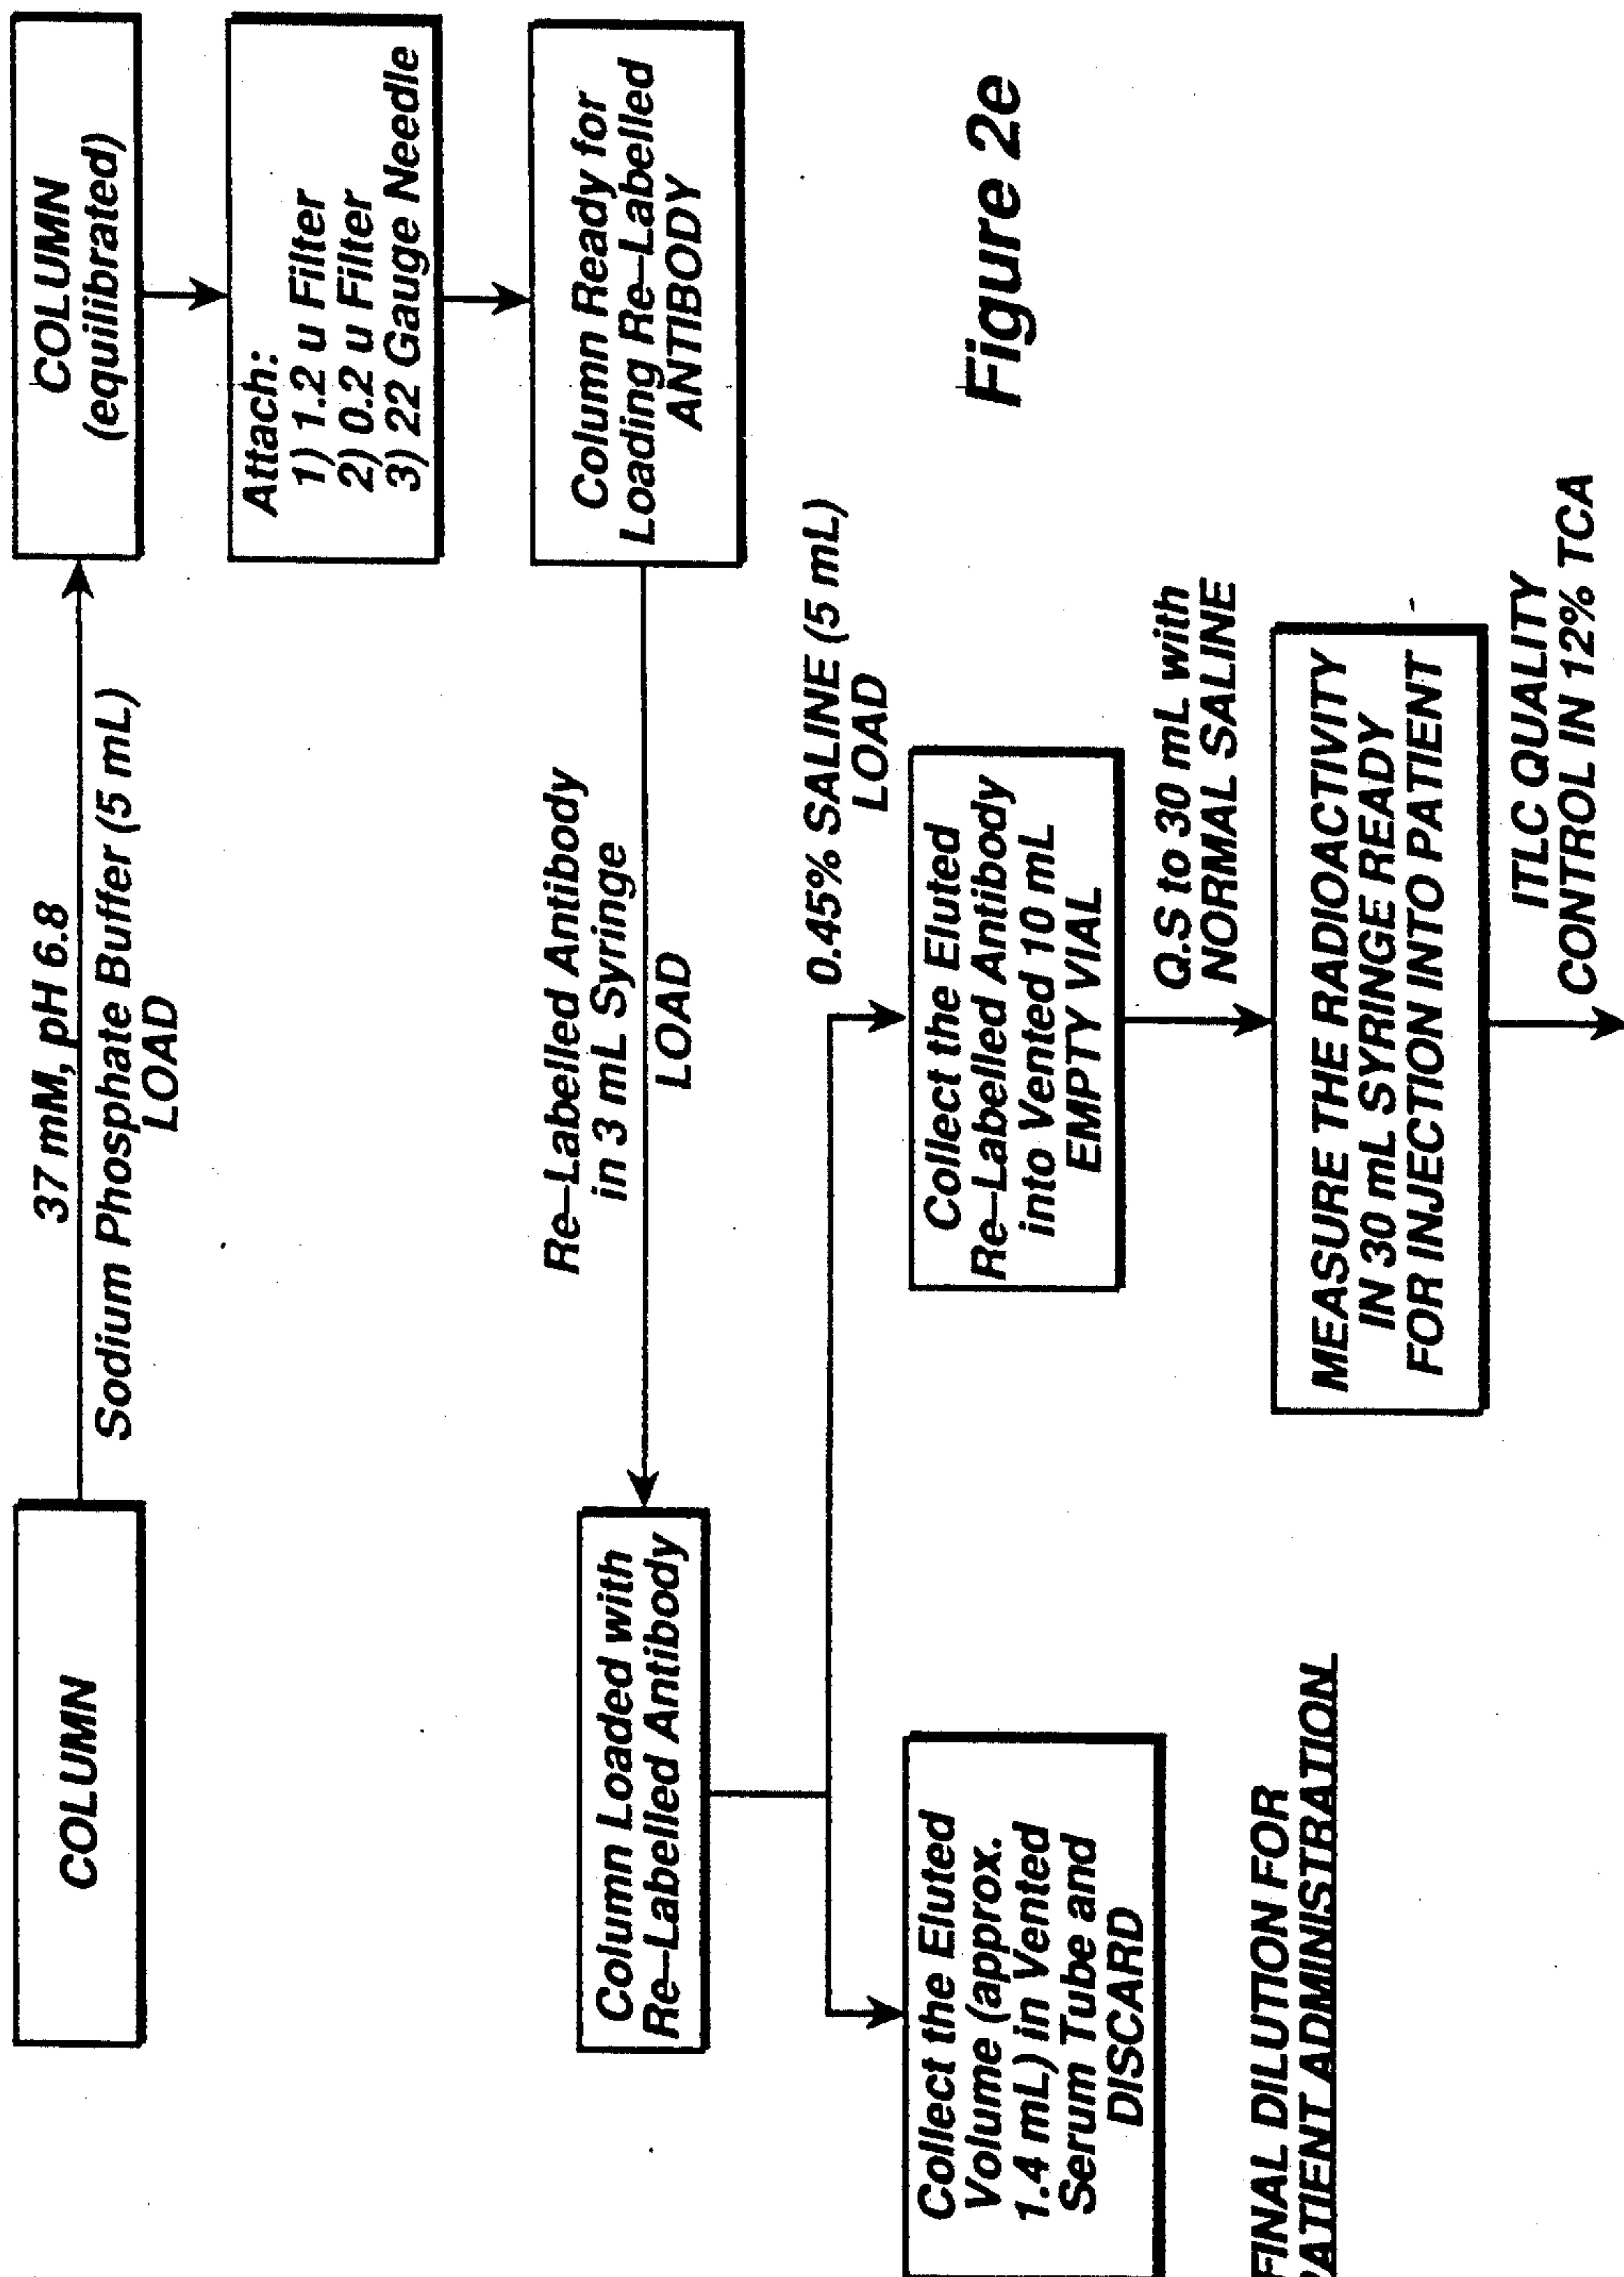 COLUMN
37 mM, pH 6.8
Sodium Phosphate Buffer (5 mL)
LOAD
COLUMN
(equilibrated)
Attach:
1) 1.2 u Filter
2) 0.2 u Filter
3) 22 Gauge Needle
Column Ready for
Loading Re-Labelled
ANTIBODY
Re-Labelled Antibody
in 3 mL Syringe
LOAD
Column Loaded with
Re-Labelled Antibody
0.45% SALINE (5 mL)
LOAD
Collect the Eluted
Volume (approx.
1.4 mL) in Vented
Serum Tube and
DISCARD
Collect the Eluted
Re-Labelled Antibody
into Vented 10 mL
EMPTY VIAL
Q.S to 30 mL with
NORMAL SALINE
FINAL DILUTION FOR
PATIENT ADMINISTRATION
MEASURE THE RADIOACTIVITY
IN 30 mL SYRINGE READY
FOR INJECTION INTO PATIENT
ITLC QUALITY
CONTROL IN 12% TCA
Figure 2e